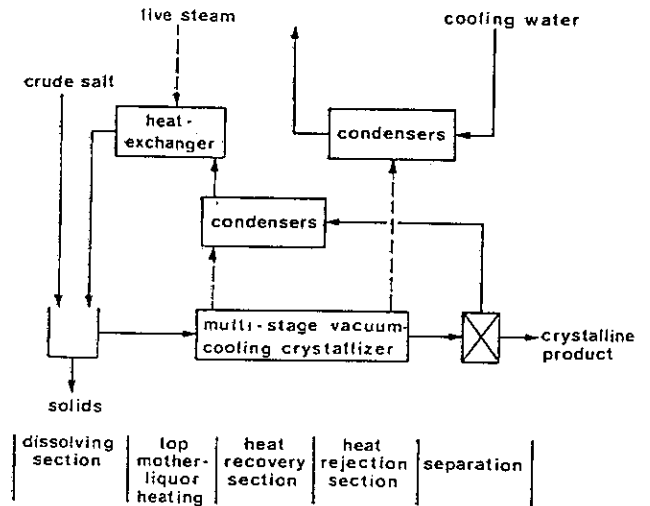 live steam
cooling water
crude salt
heat-
exchanger
condensers
condensers
multi-stage vacuum-
cooling crystallizer
crystalline
product
solids
dissolving
section
top
mother-
liquor
heating
heat
recovery
section
heat
rejection
section
separation